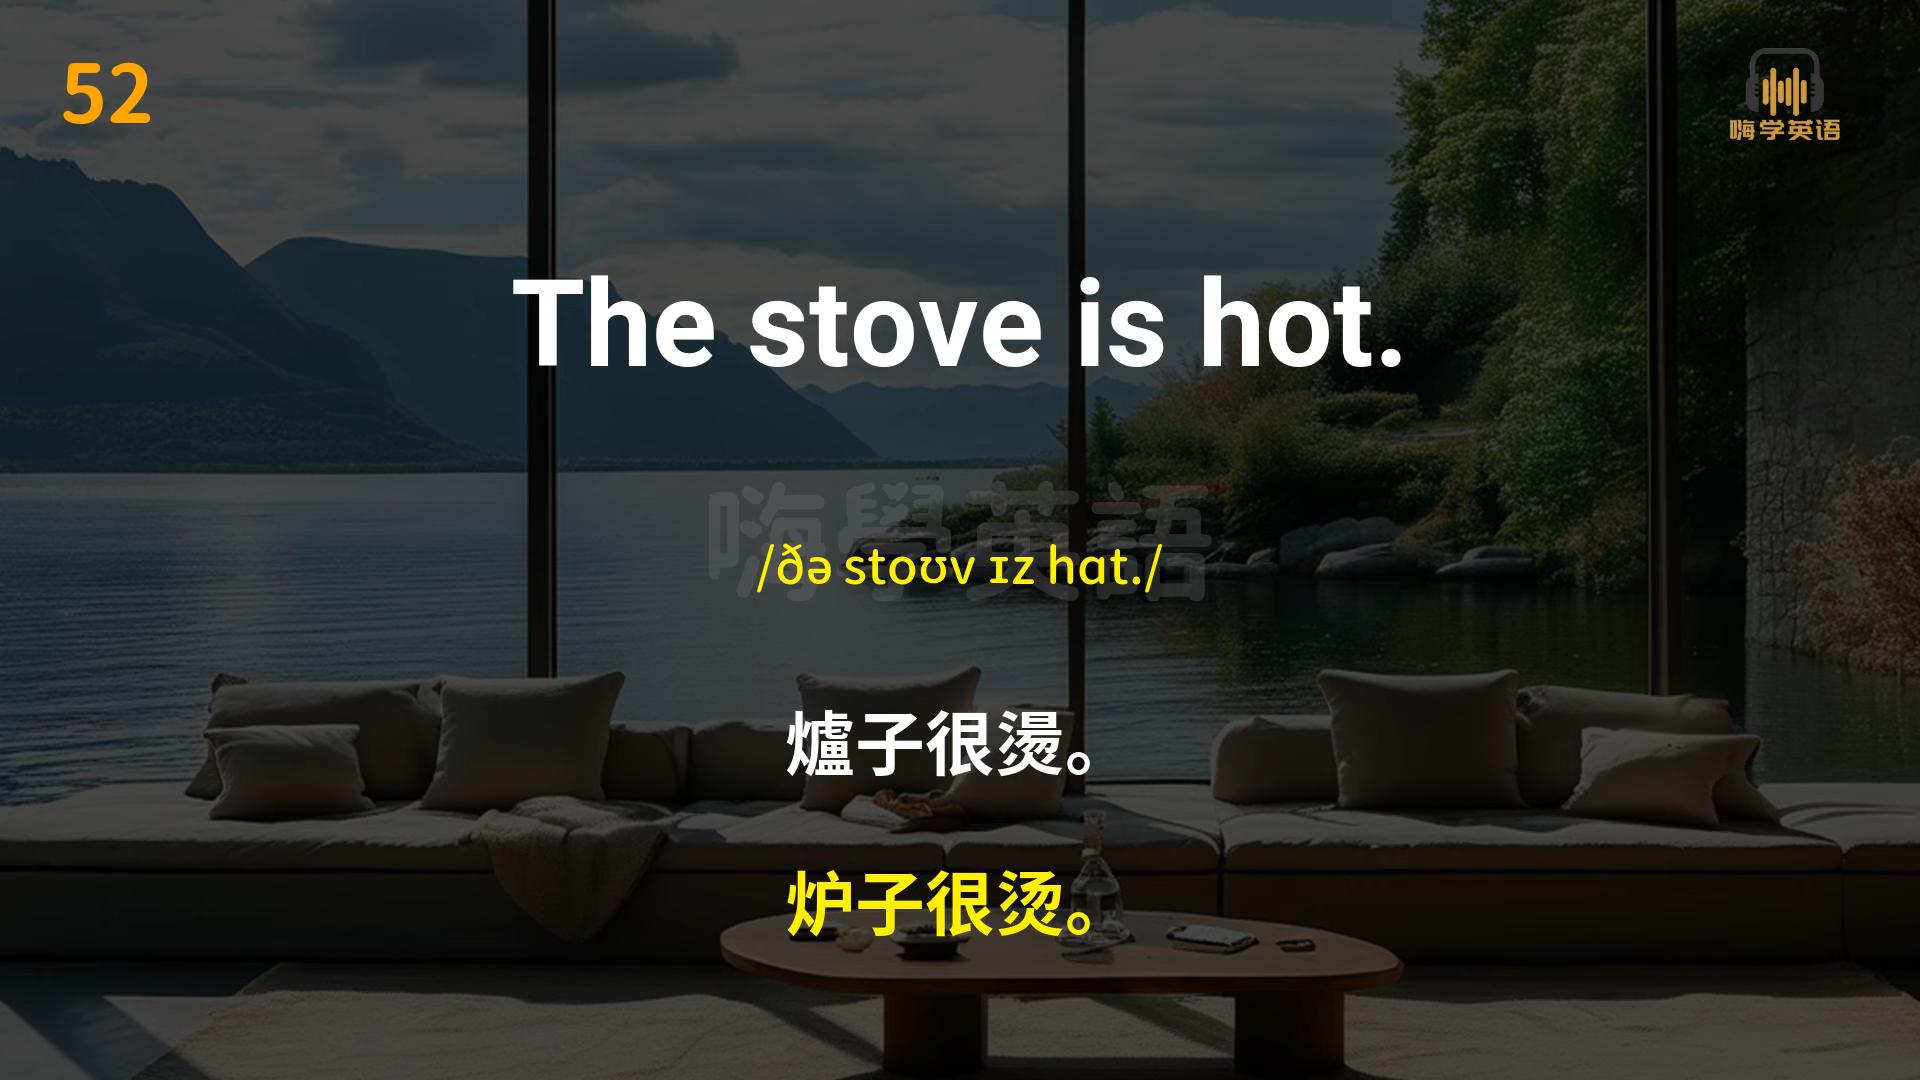 52
嗨学英语
The stove is hot.
嗨學英語
/ðə stoʊv ɪz hɑt./
爐子很燙。
炉子很烫。